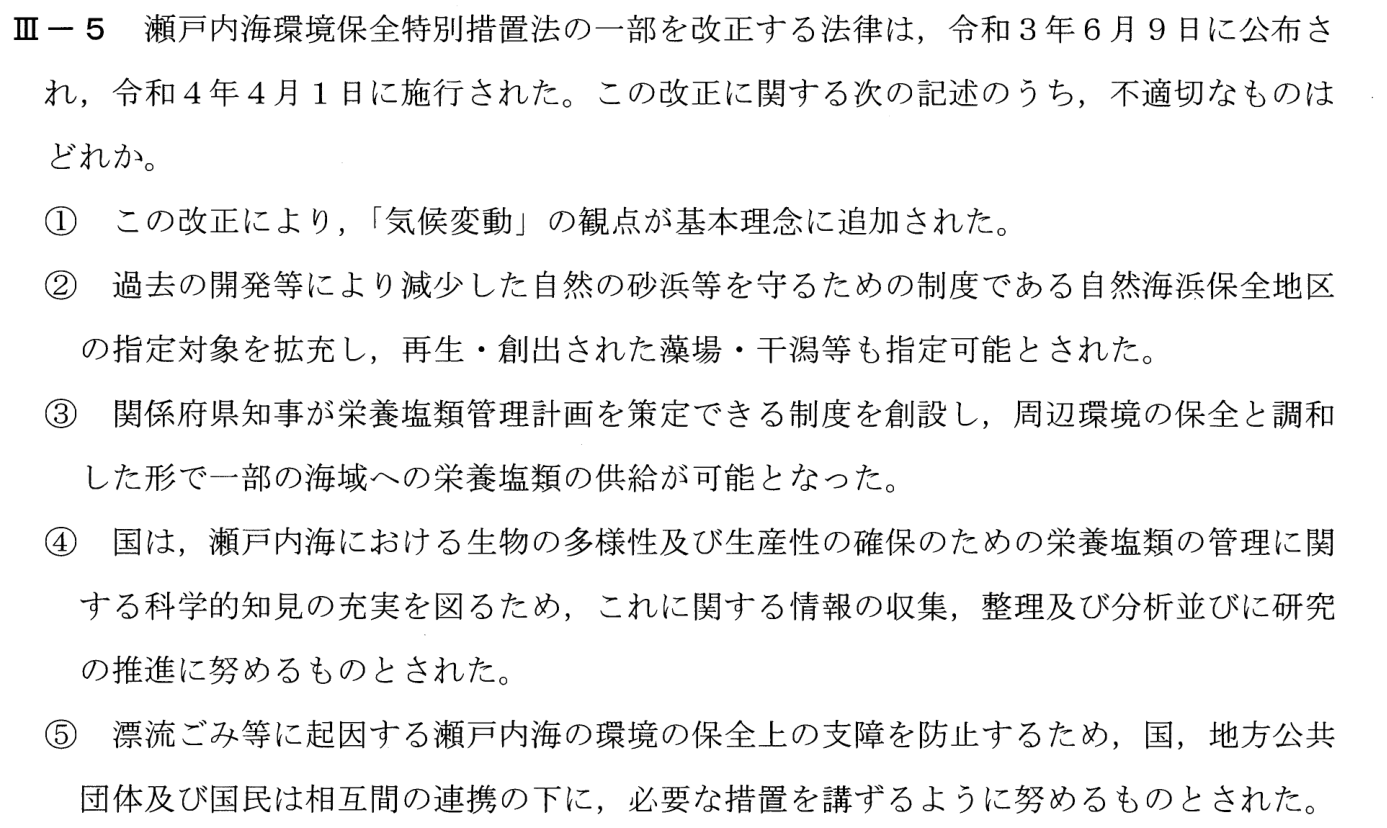 Ⅲ－５　瀬戸内海環境保全特別措置法の一部を改正する法律は，令和３年６月９日に公布さ
れ，令和４年４月１日に施行された。この改正に関する次の記述のうち，不適切なものは
どれか。
①　この改正により，「気候変動」の観点が基本理念に追加された。
②　過去の開発等により減少した自然の砂浜等を守るための制度である自然海浜保全地区
の指定対象を拡充し，再生・創出された藻場・干潟等も指定可能とされた。
③　関係府県知事が栄養塩類管理計画を策定できる制度を創設し，周辺環境の保全と調和
した形で一部の海域への栄養塩類の供給が可能となった。
④　国は，瀬戸内海における生物の多様性及び生産性の確保のための栄養塩類の管理に関
する科学的知見の充実を図るため，これに関する情報の収集，整理及び分析並びに研究
の推進に努めるものとされた。
⑤　漂流ごみ等に起因する瀬戸内海の環境の保全上の支障を防止するため，国，地方公共
団体及び国民は相互間の連携の下に，必要な措置を講ずるように努めるものとされた。